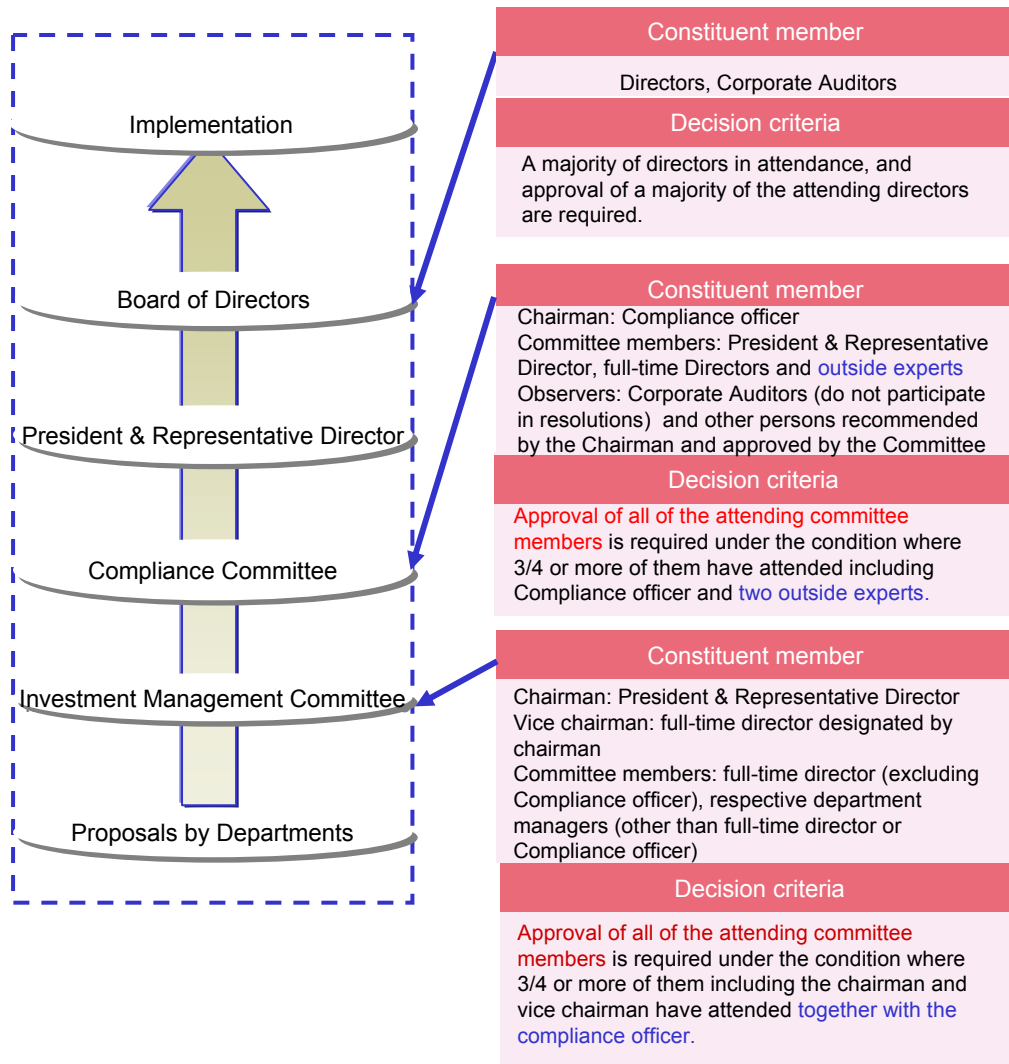 Implementation
Board of Directors
President & Representative Director
Compliance Committee
Investment Management Committee
Proposals by Departments
Constituent member
Directors, Corporate Auditors
Decision criteria
A majority of directors in attendance, and
approval of a majority of the attending directors
are required.
Constituent member
Chairman: Compliance officer
Committee members: President & Representative
Director, full-time Directors and outside experts
Observers: Corporate Auditors (do not participate
in resolutions)  and other persons recommended
by the Chairman and approved by the Committee
Decision criteria
Approval of all of the attending committee
members is required under the condition where
3/4 or more of them have attended including
Compliance officer and two outside experts.
Constituent member
Chairman: President & Representative Director
Vice chairman: full-time director designated by
chairman
Committee members: full-time director (excluding
Compliance officer), respective department
managers (other than full-time director or
Compliance officer)
Decision criteria
Approval of all of the attending committee
members is required under the condition where
3/4 or more of them including the chairman and
vice chairman have attended together with the
compliance officer.